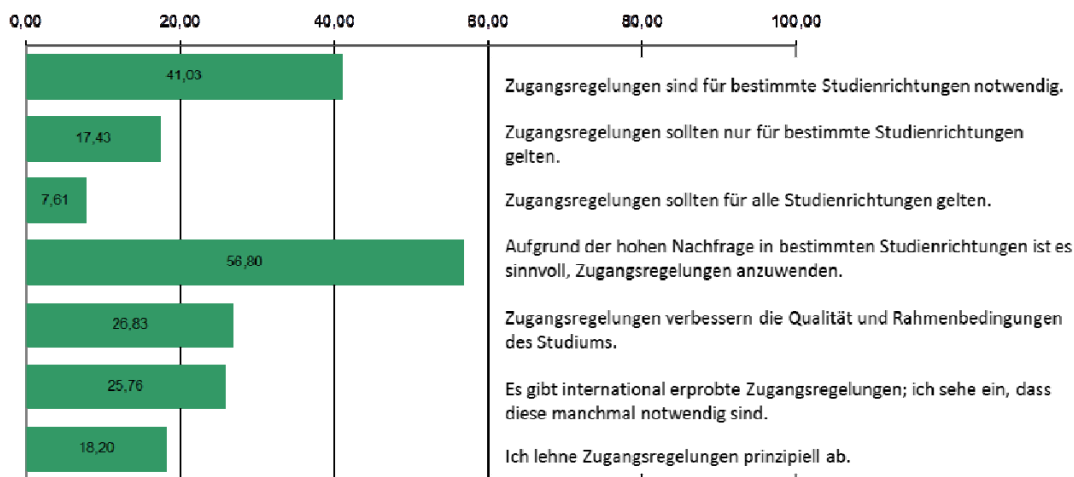 0,00 20,00 40,00 60,00 80,00 100,00
41,03
Zugangsregelungen sind für bestimmte Studienrichtungen notwendig.
17,43
Zugangsregelungen sollten nur für bestimmte Studienrichtungen
gelten.
7,61
Zugangsregelungen sollten für alle Studienrichtungen gelten.
56,80
Aufgrund der hohen Nachfrage in bestimmten Studienrichtungen ist es
sinnvoll, Zugangsregelungen anzuwenden.
26,83
Zugangsregelungen verbessern die Qualität und Rahmenbedingungen
des Studiums.
25,76
Es gibt international erprobte Zugangsregelungen; ich sehe ein, dass
diese manchmal notwendig sind.
18,20
Ich lehne Zugangsregelungen prinzipiell ab.